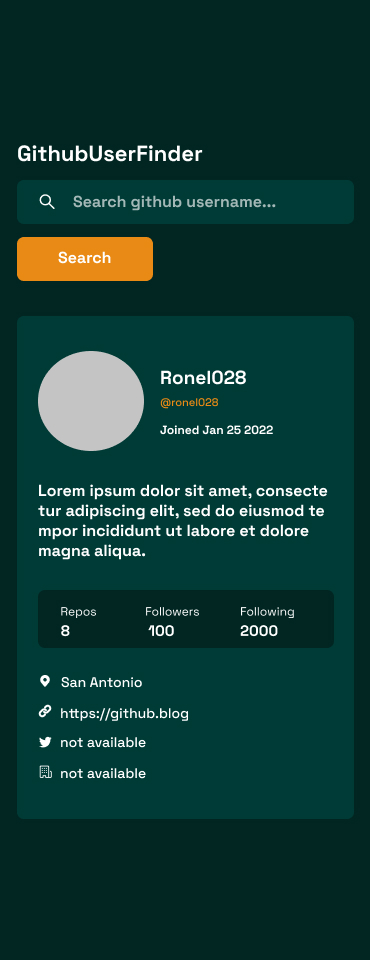 GithubUserFinder
Search github username...
Search
Ronel028
@ronel028
Joined Jan 25 2022
Lorem ipsum dolor sit amet, consecte
tur adipiscing elit, sed do eiusmod te
mpor incididunt ut labore et dolore
magna aliqua.
Repos Followers Following
8 100 2000
San Antonio
https://github.blog
not available
not available